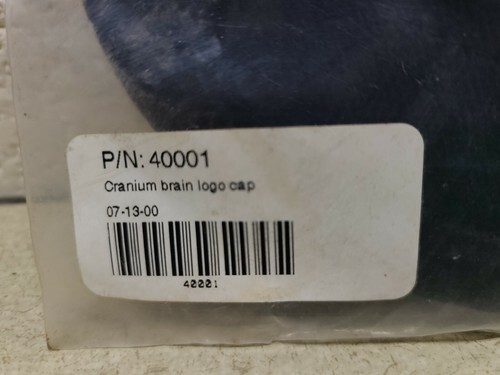 P/N: 40001
Cranium brain logo cap
07-13-00
40001